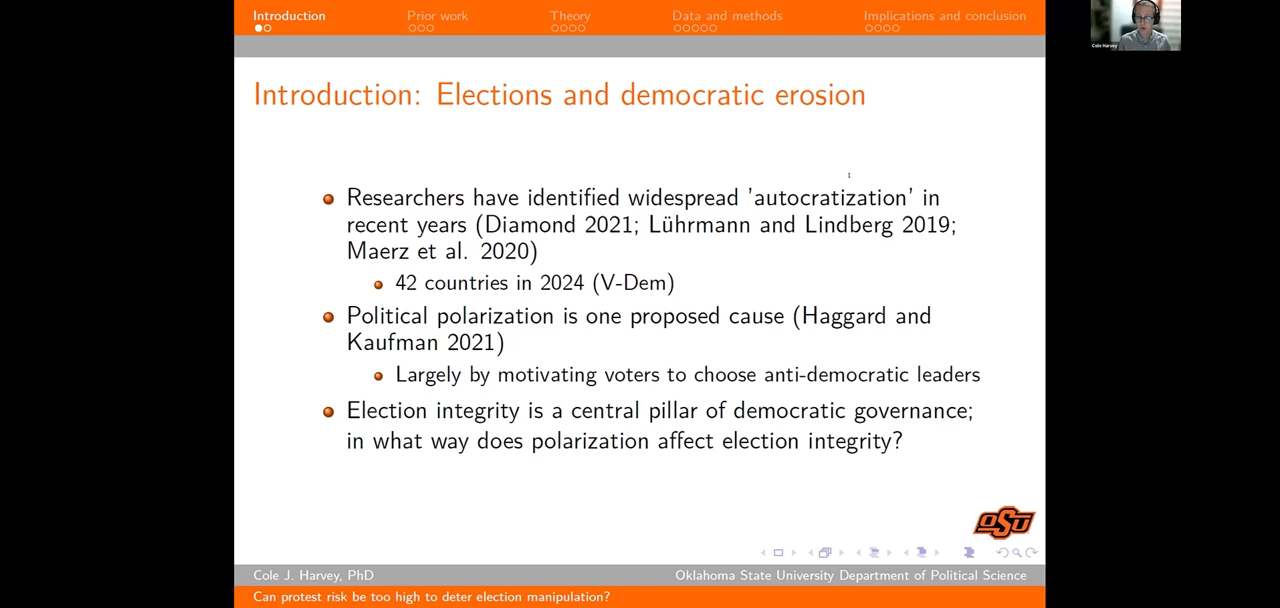 Introduction
Prior work
Theory
Data and methods
Implications and conclusion
Cole Harvey
Introduction: Elections and democratic erosion
Researchers have identified widespread 'autocratization' in
recent years (Diamond 2021; Lührmann and Lindberg 2019;
Maerz et al. 2020)
42 countries in 2024 (V-Dem)
Political polarization is one proposed cause (Haggard and
Kaufman 2021)
Largely by motivating voters to choose anti-democratic leaders
Election integrity is a central pillar of democratic governance;
in what way does polarization affect election integrity?
OSU
Cole J. Harvey, PhD
Oklahoma State University Department of Political Science
Can protest risk be too high to deter election manipulation?